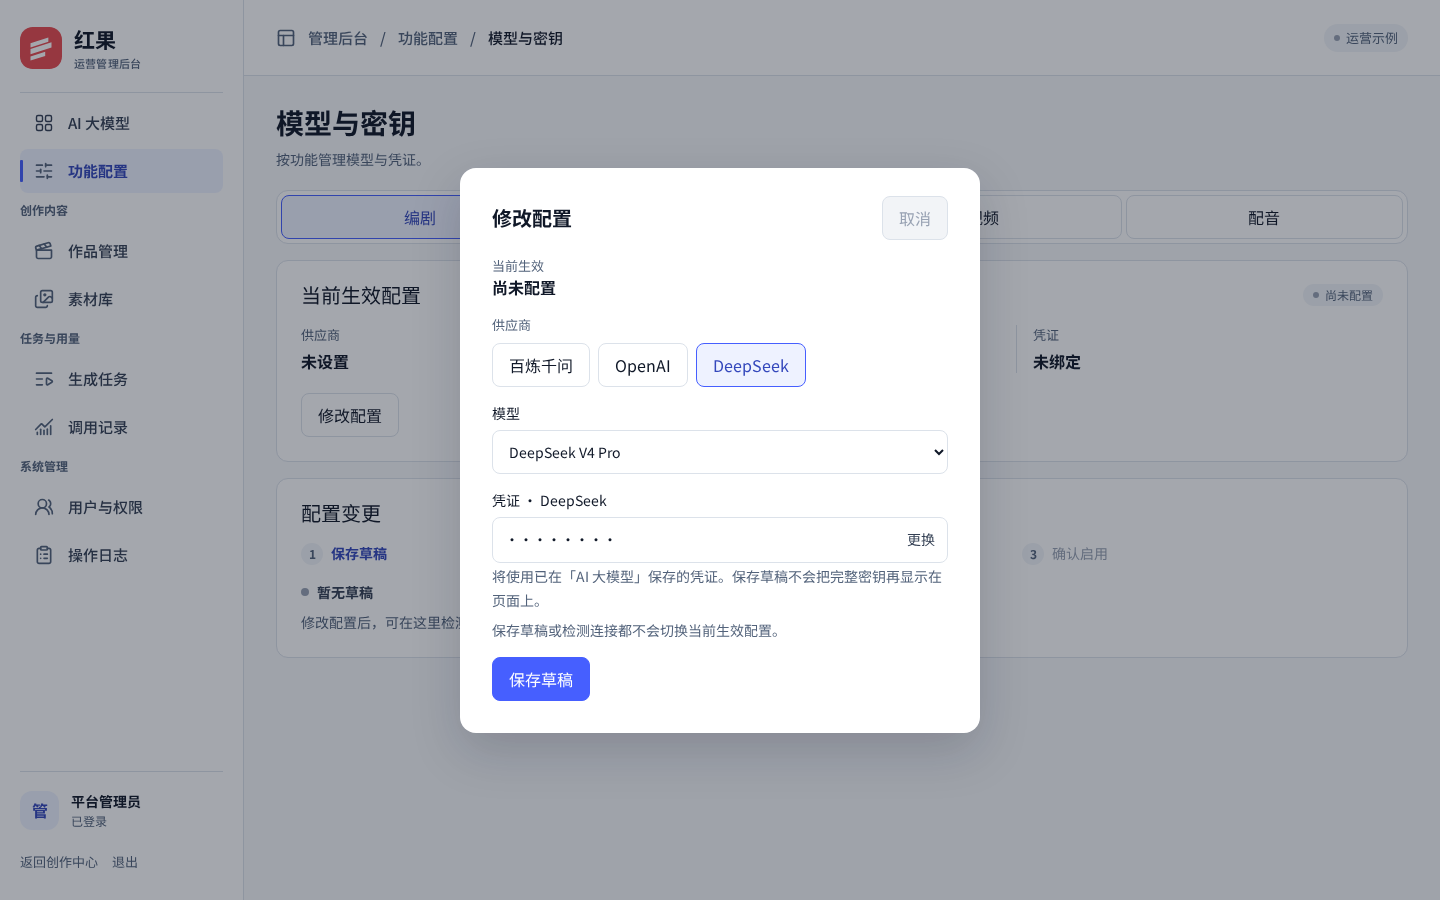 红果
运营管理后台
AI 大模型
功能配置
创作内容
作品管理
素材库
任务与用量
生成任务
调用记录
系统管理
用户与权限
操作日志
管
平台管理员
已登录
返回创作中心 退出
管理后台 / 功能配置 / 模型与密钥
运营示例
模型与密钥
按功能管理模型与凭证。
编剧
频
配音
当前生效配置
尚未配置
供应商
未设置
凭证
未绑定
修改配置
配置变更
1 保存草稿
3 确认启用
暂无草稿
修改配置后，可在这里检
修改配置
取消
当前生效
尚未配置
供应商
百炼千问
OpenAI
DeepSeek
模型
DeepSeek V4 Pro
凭证 · DeepSeek
········
更换
将使用已在「AI 大模型」保存的凭证。保存草稿不会把完整密钥再显示在
页面上。
保存草稿或检测连接都不会切换当前生效配置。
保存草稿